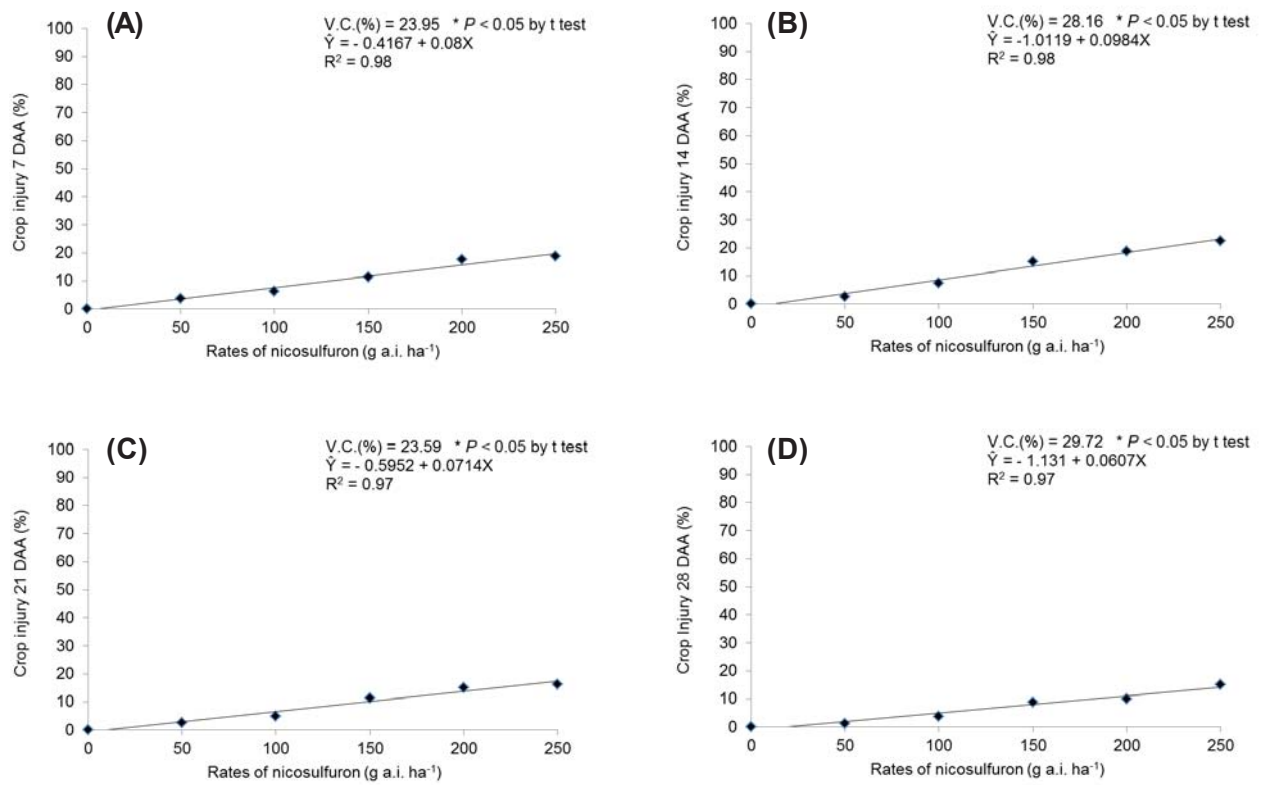 (A)
V.C.(%) = 23.95 * P < 0.05 by t test
Ŷ = - 0.4167 + 0.08X
R² = 0.98
Crop injury 7 DAA (%)
100
90
80
70
60
50
40
30
20
10
0
0 50 100 150 200 250
Rates of nicosulfuron (g a.i. ha⁻¹)
(B)
V.C.(%) = 28.16 * P < 0.05 by t test
Ŷ = -1.0119 + 0.0984X
R² = 0.98
Crop injury 14 DAA (%)
100
90
80
70
60
50
40
30
20
10
0
0 50 100 150 200 250
Rates of nicosulfuron (g a.i. ha⁻¹)
(C)
V.C.(%) = 23.59 * P < 0.05 by t test
Ŷ = - 0.5952 + 0.0714X
R² = 0.97
Crop injury 21 DAA (%)
100
90
80
70
60
50
40
30
20
10
0
0 50 100 150 200 250
Rates of nicosulfuron (g a.i. ha⁻¹)
(D)
V.C.(%) = 29.72 * P < 0.05 by t test
Ŷ = - 1.131 + 0.0607X
R² = 0.97
Crop Injury 28 DAA (%)
100
90
80
70
60
50
40
30
20
10
0
0 50 100 150 200 250
Rates of nicosulfuron (g a.i. ha⁻¹)